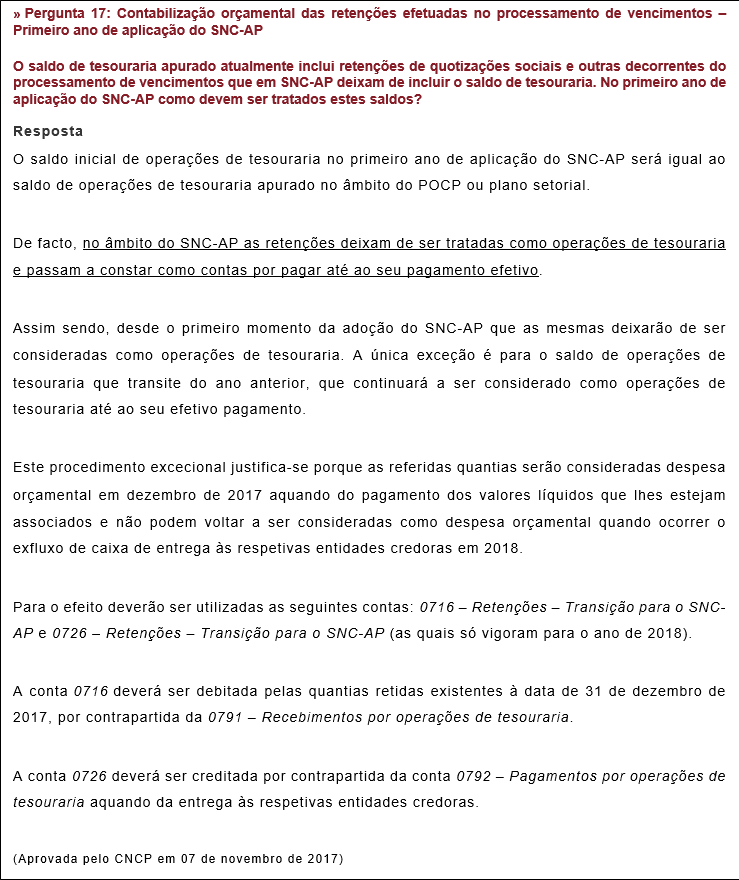 » Pergunta 17: Contabilização orçamental das retenções efetuadas no processamento de vencimentos –
Primeiro ano de aplicação do SNC-AP
O saldo de tesouraria apurado atualmente inclui retenções de quotizações sociais e outras decorrentes do
processamento de vencimentos que em SNC-AP deixam de incluir o saldo de tesouraria. No primeiro ano de
aplicação do SNC-AP como devem ser tratados estes saldos?
Resposta
O saldo inicial de operações de tesouraria no primeiro ano de aplicação do SNC-AP será igual ao
saldo de operações de tesouraria apurado no âmbito do POCP ou plano setorial.
De facto, no âmbito do SNC-AP as retenções deixam de ser tratadas como operações de tesouraria
e passam a constar como contas por pagar até ao seu pagamento efetivo.
Assim sendo, desde o primeiro momento da adoção do SNC-AP que as mesmas deixarão de ser
consideradas como operações de tesouraria. A única exceção é para o saldo de operações de
tesouraria que transite do ano anterior, que continuará a ser considerado como operações de
tesouraria até ao seu efetivo pagamento.
Este procedimento excecional justifica-se porque as referidas quantias serão consideradas despesa
orçamental em dezembro de 2017 aquando do pagamento dos valores líquidos que lhes estejam
associados e não podem voltar a ser consideradas como despesa orçamental quando ocorrer o
exfluxo de caixa de entrega às respetivas entidades credoras em 2018.
Para o efeito deverão ser utilizadas as seguintes contas: 0716 – Retenções – Transição para o SNC-
AP e 0726 – Retenções – Transição para o SNC-AP (as quais só vigoram para o ano de 2018).
A conta 0716 deverá ser debitada pelas quantias retidas existentes à data de 31 de dezembro de
2017, por contrapartida da 0791 – Recebimentos por operações de tesouraria.
A conta 0726 deverá ser creditada por contrapartida da conta 0792 – Pagamentos por operações de
tesouraria aquando da entrega às respetivas entidades credoras.
(Aprovada pelo CNCP em 07 de novembro de 2017)